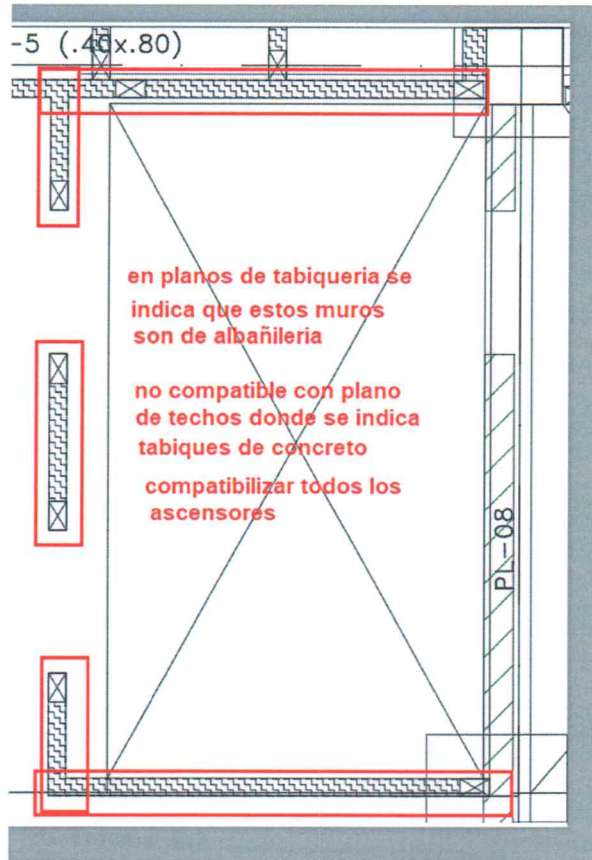 -5 (.40x.80)
en planos de tabiqueria se
indica que estos muros
son de albañileria
no compatible con plano
de techos donde se indica
tabiques de concreto
compatibilizar todos los
ascensores
PL-08